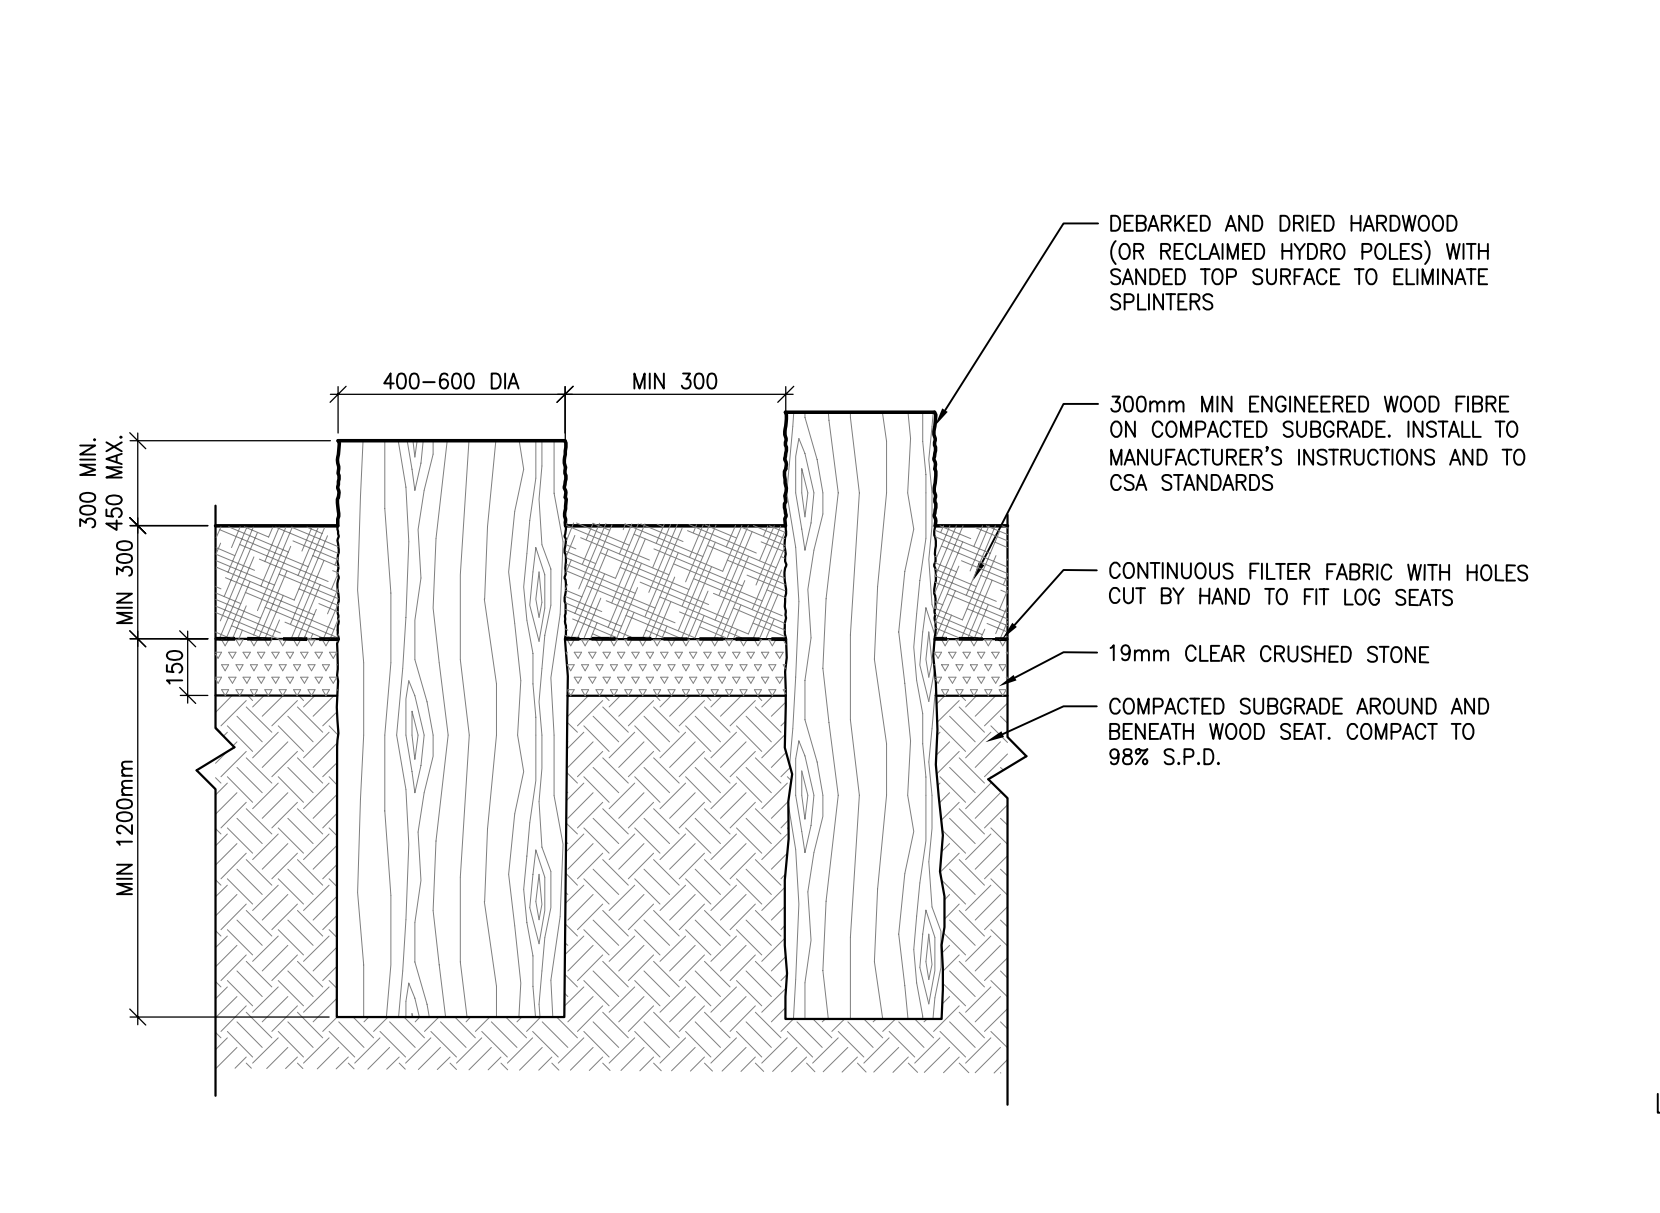 DEBARKED AND DRIED HARDWOOD
(OR RECLAIMED HYDRO POLES) WITH
SANDED TOP SURFACE TO ELIMINATE
SPLINTERS
400-600 DIA
MIN 300
300mm MIN ENGINEERED WOOD FIBRE
ON COMPACTED SUBGRADE. INSTALL TO
MANUFACTURER'S INSTRUCTIONS AND TO
CSA STANDARDS
300 MIN.
450 MAX.
MIN 300
CONTINUOUS FILTER FABRIC WITH HOLES
CUT BY HAND TO FIT LOG SEATS
150
19mm CLEAR CRUSHED STONE
COMPACTED SUBGRADE AROUND AND
BENEATH WOOD SEAT. COMPACT TO
98% S.P.D.
MIN 1200mm